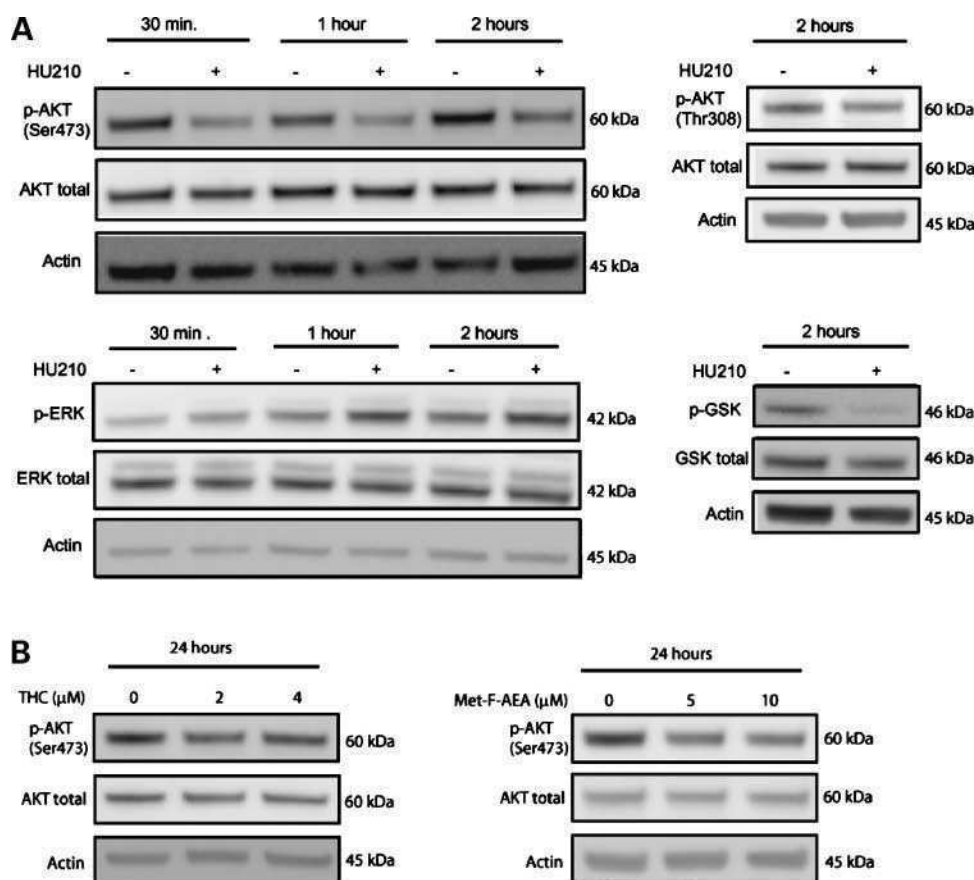 A
30 min. 1 hour 2 hours
HU210 - + - + - +
p-AKT
(Ser473)
60 kDa
AKT total
60 kDa
Actin
45 kDa
2 hours
HU210 - +
p-AKT
(Thr308)
60 kDa
AKT total
60 kDa
Actin
45 kDa
30 min . 1 hour 2 hours
HU210 - + - + - +
p-ERK
42 kDa
ERK total
42 kDa
Actin
45 kDa
2 hours
HU210 - +
p-GSK
46 kDa
GSK total
46 kDa
Actin
45 kDa
B
24 hours
THC (μM) 0 2 4
p-AKT
(Ser473)
60 kDa
AKT total
60 kDa
Actin
45 kDa
24 hours
Met-F-AEA (μM) 0 5 10
p-AKT
(Ser473)
60 kDa
AKT total
60 kDa
Actin
45 kDa